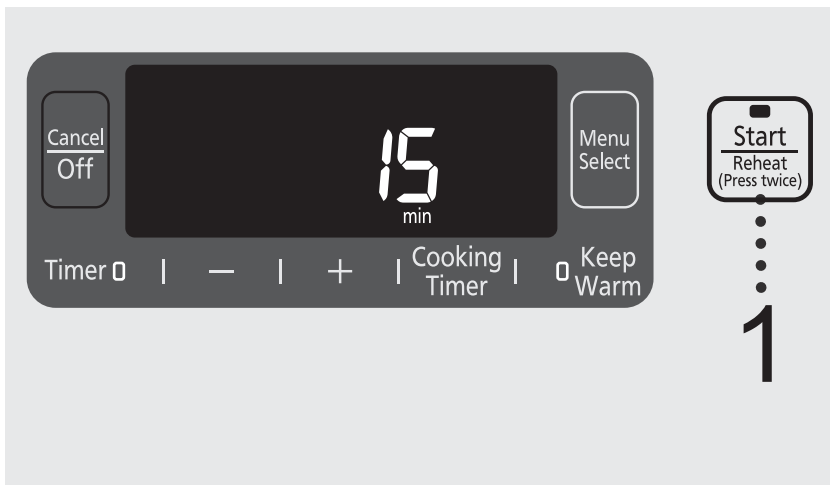 Cancel
Off
15
min
Menu
Select
Start
Reheat
(Press twice)
Timer
—
+
Cooking
Timer
Keep
Warm
1